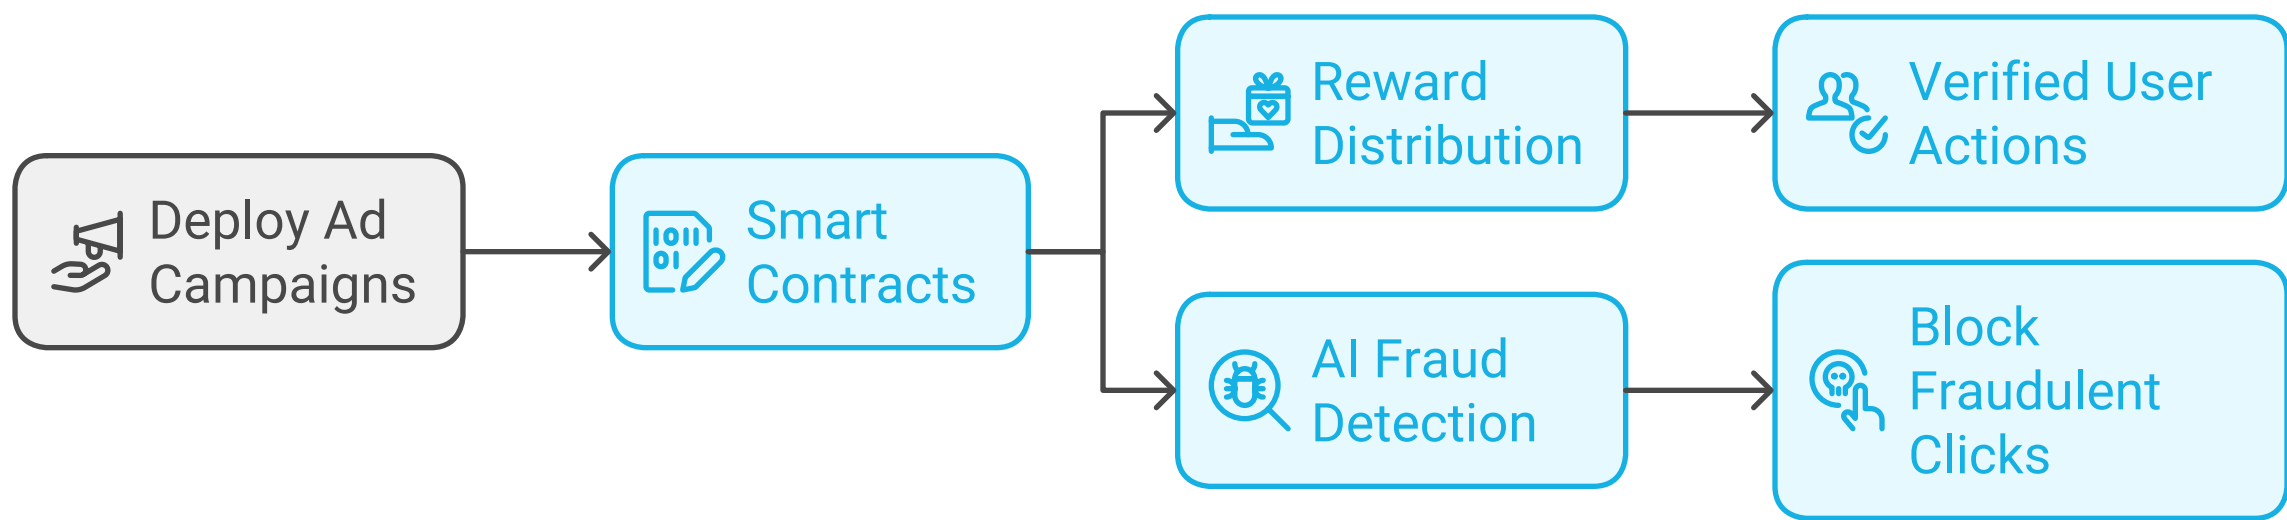 Deploy Ad
Campaigns
Smart
Contracts
Reward
Distribution
Verified User
Actions
AI Fraud
Detection
Block
Fraudulent
Clicks